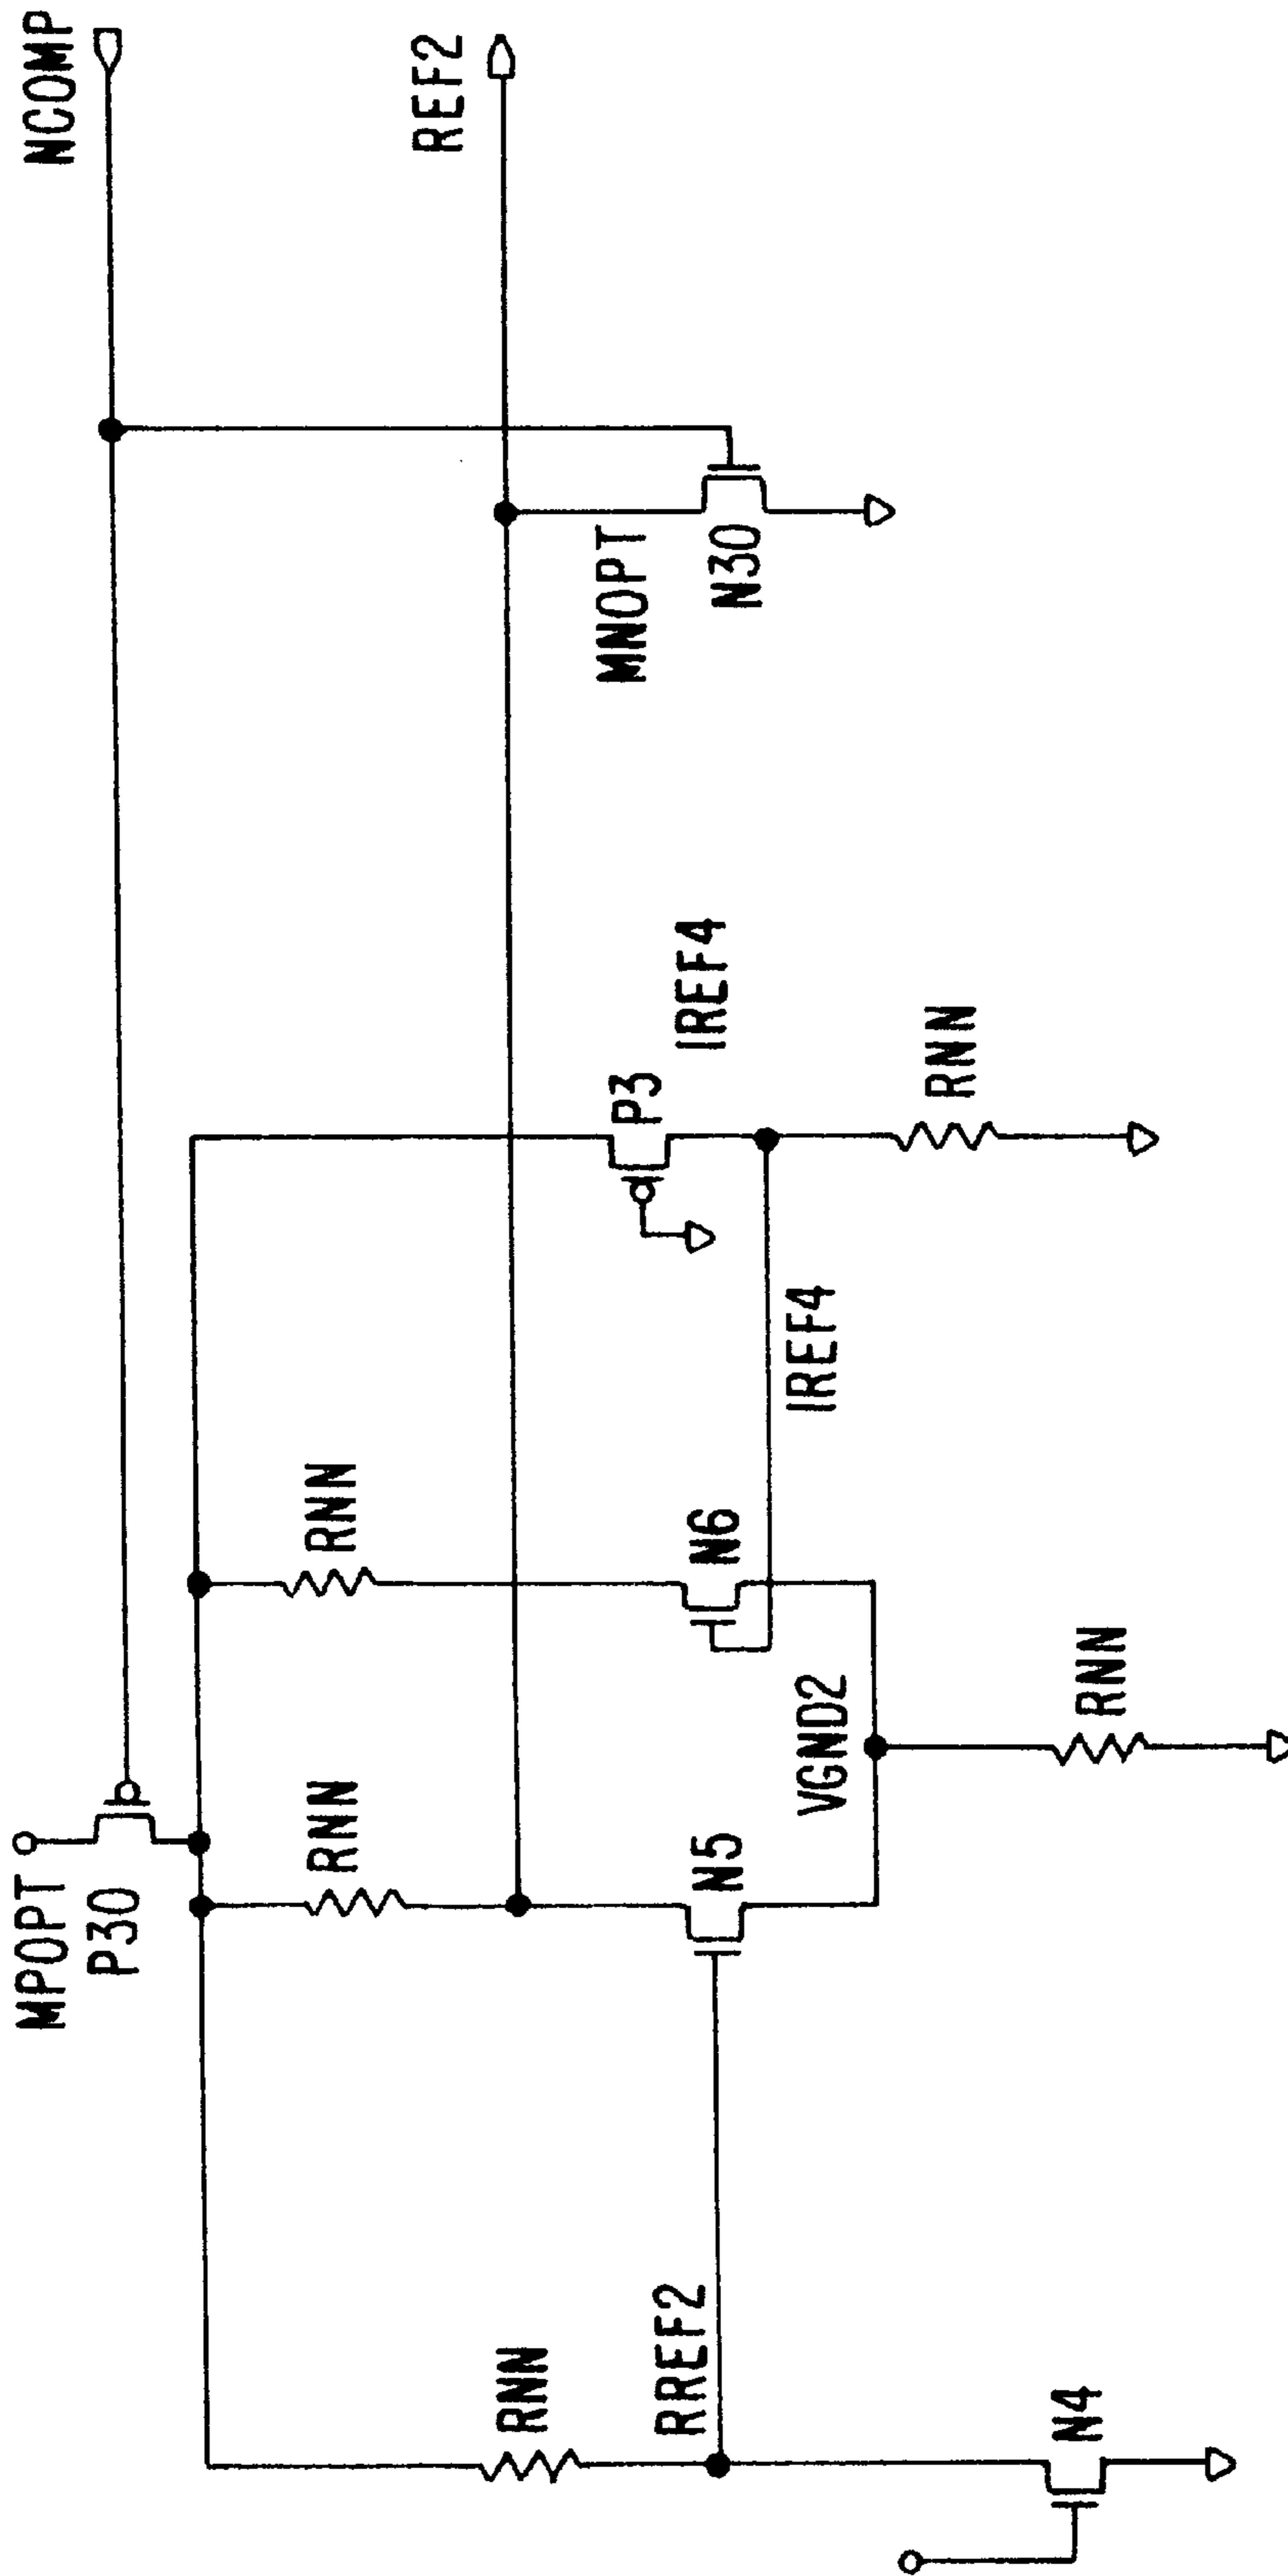 NCOMP
REF2
MPOPT
P30
RNN
RNN
RNN
RREF2
N5
N6
VGND2
IREF4
P3
IREF4
RNN
MNOPT
N30
RNN
N4